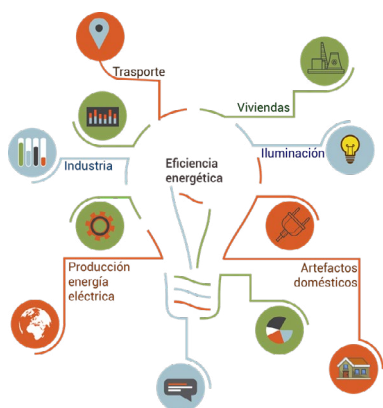 Trasporte
Viviendas
Industria
Eficiencia
energética
Iluminación
Producción
energía
eléctrica
Artefactos
domésticos